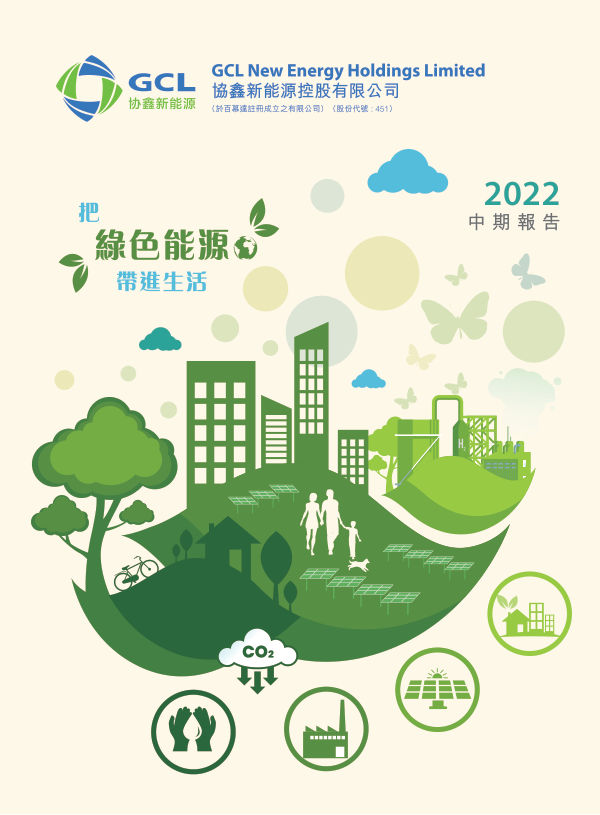 GCL
协鑫新能源
GCL New Energy Holdings Limited
協鑫新能源控股有限公司
（於百慕達註冊成立之有限公司）（股份代號 : 451）
2022
中期報告
把
綠色能源
帶進生活
H₂
CO₂